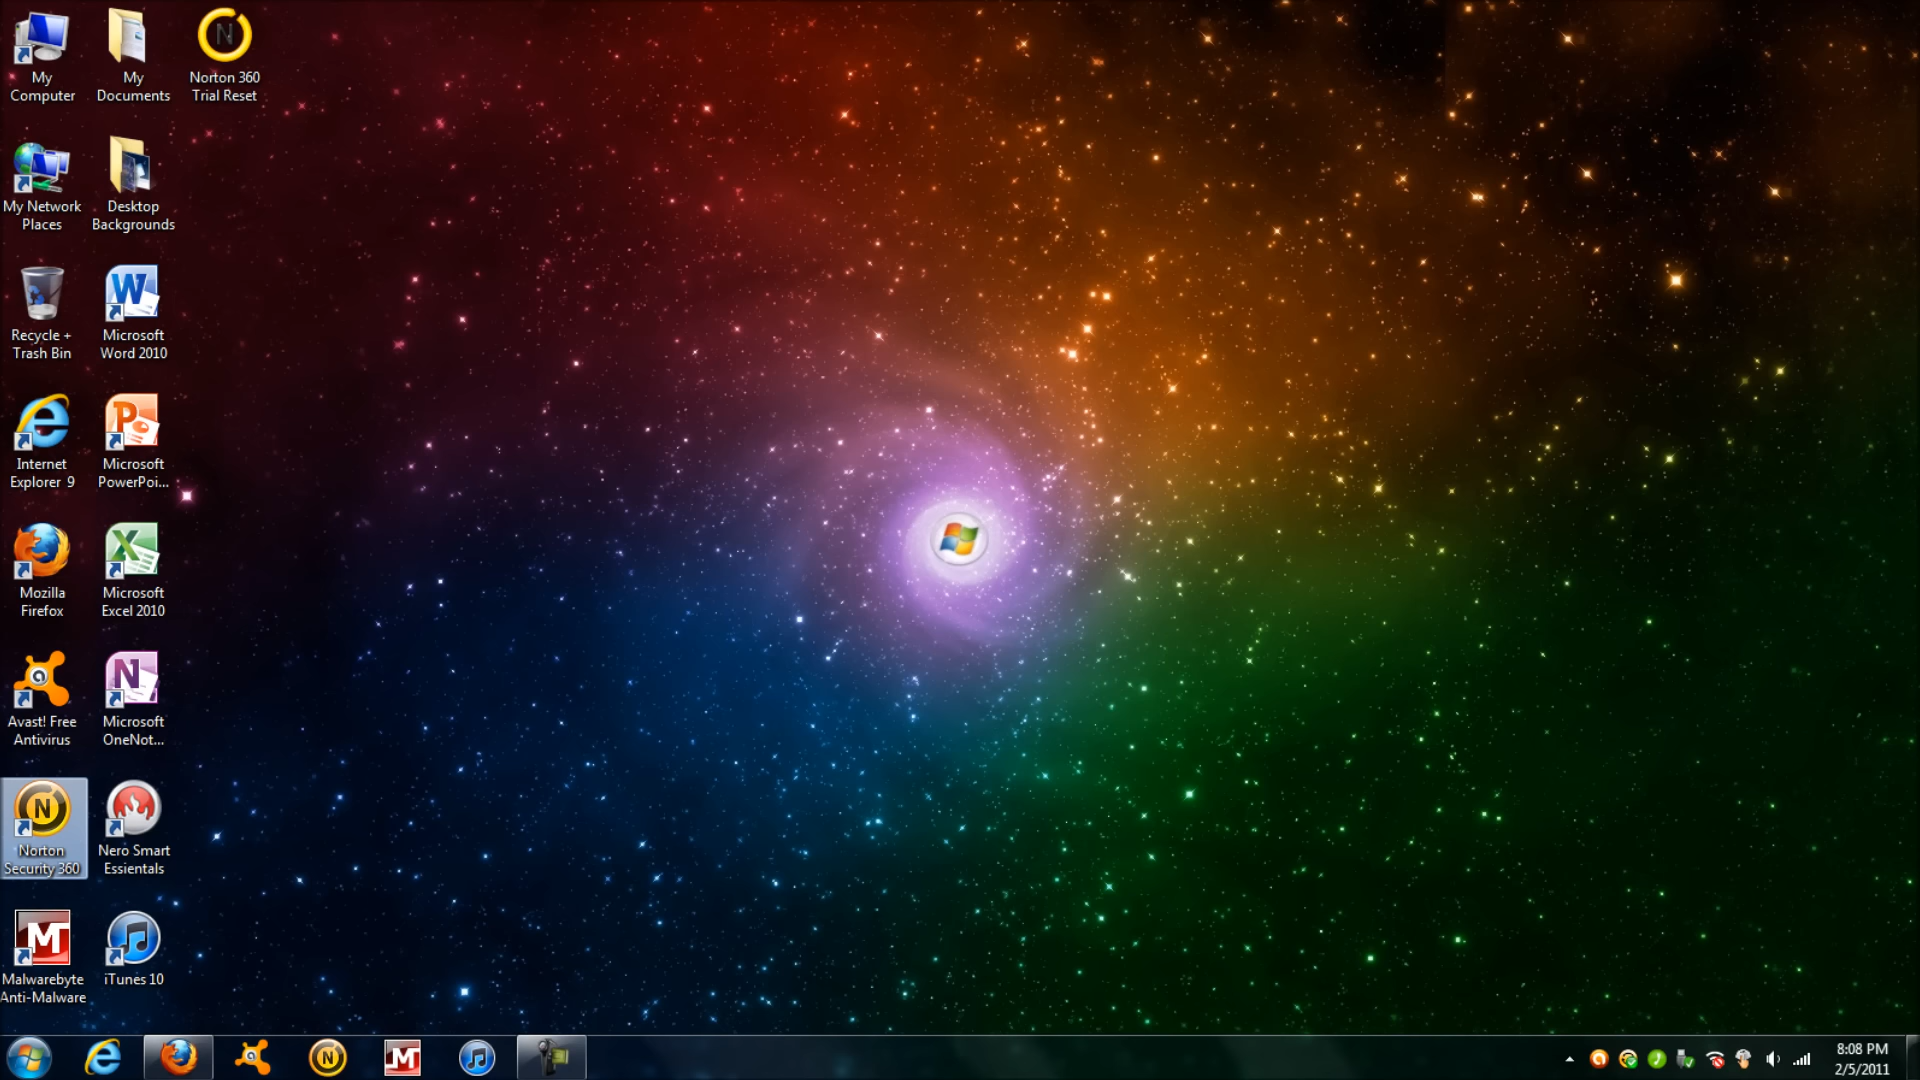 My
Computer
My
Documents
Norton 360
Trial Reset
My Network
Places
Desktop
Backgrounds
Recycle +
Trash Bin
Microsoft
Word 2010
Internet
Explorer 9
Microsoft
PowerPoi...
Mozilla
Firefox
Microsoft
Excel 2010
Avast! Free
Antivirus
Microsoft
OneNot...
Norton
Security 360
Nero Smart
Essientals
Malwarebyte
Anti-Malware
iTunes 10
8:08 PM
2/5/2011